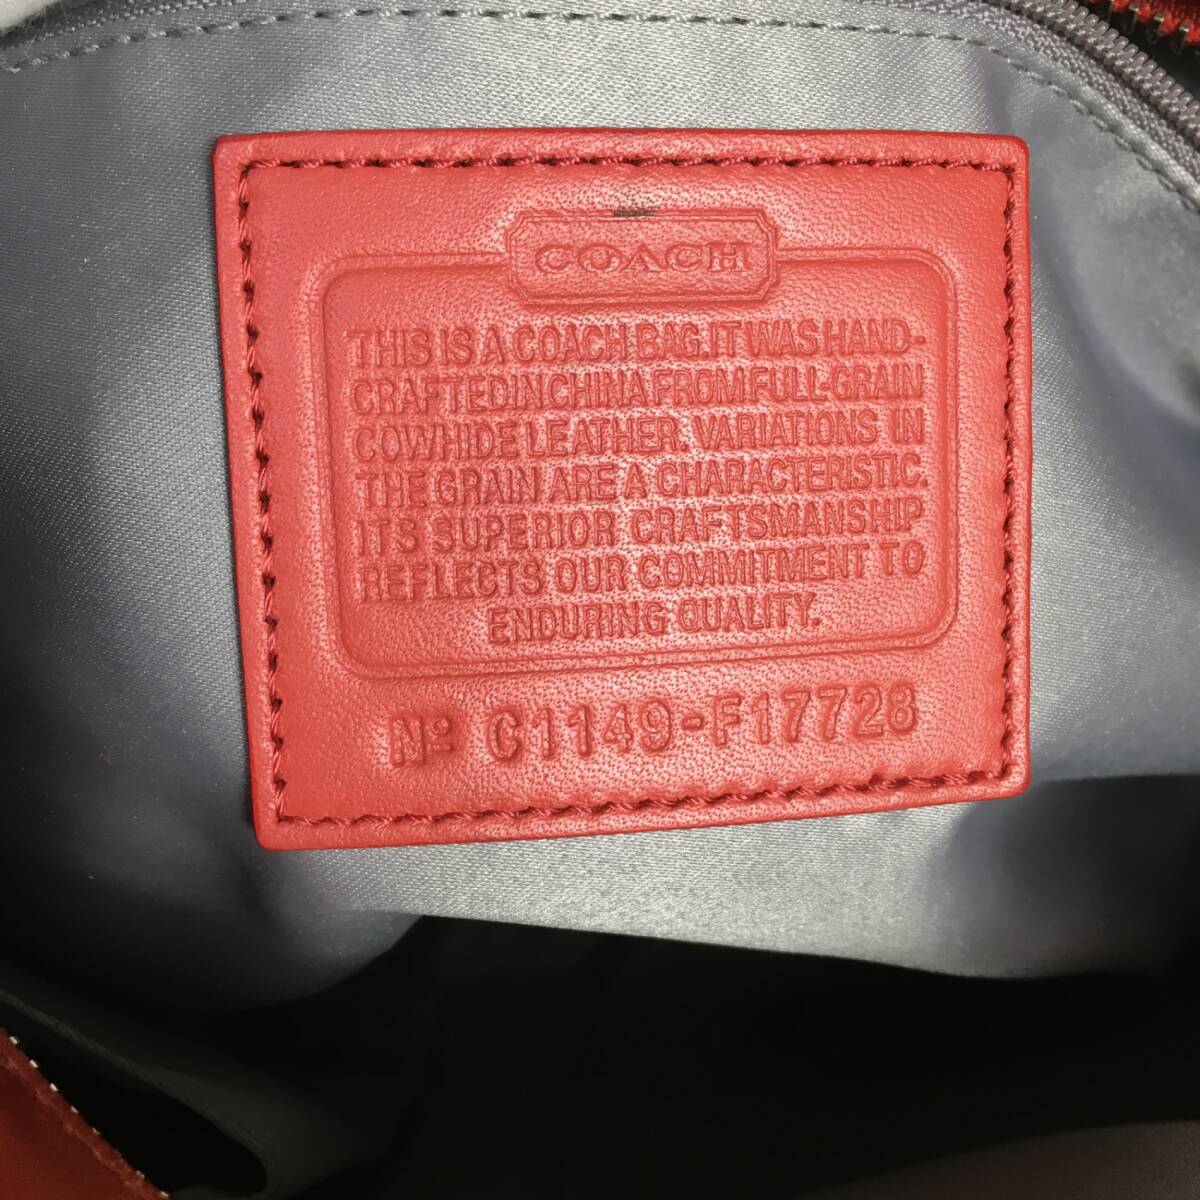 COACH
THIS IS A COACH BAG. IT WAS HAND-
CRAFTED IN CHINA FROM FULL-GRAIN
COWHIDE LEATHER. VARIATIONS IN
THE GRAIN ARE A CHARACTERISTIC.
ITS SUPERIOR CRAFTSMANSHIP
REFLECTS OUR COMMITMENT TO
ENDURING QUALITY.
Nº C1149-F17728